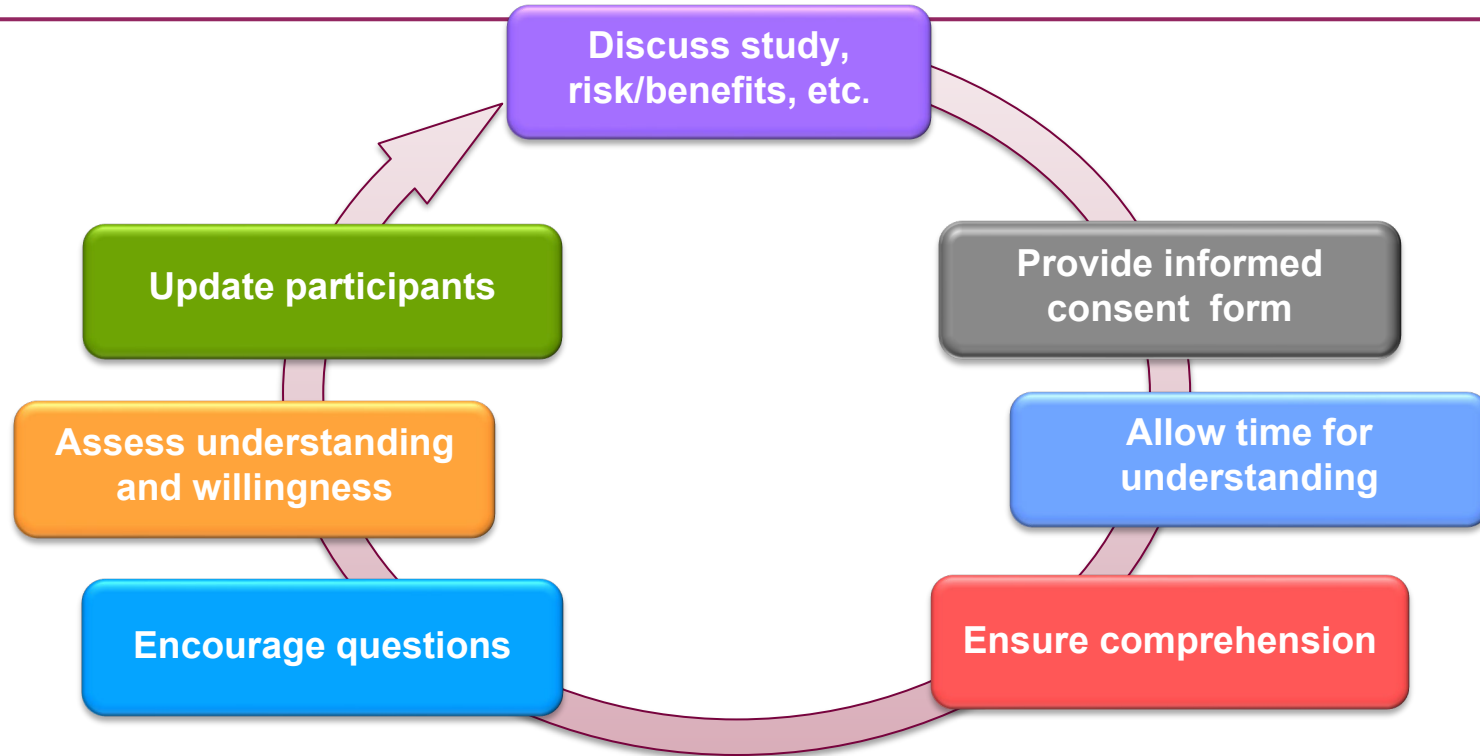 Discuss study,
risk/benefits, etc.
Provide informed
consent  form
Allow time for
understanding
Ensure comprehension
Encourage questions
Assess understanding
and willingness
Update participants